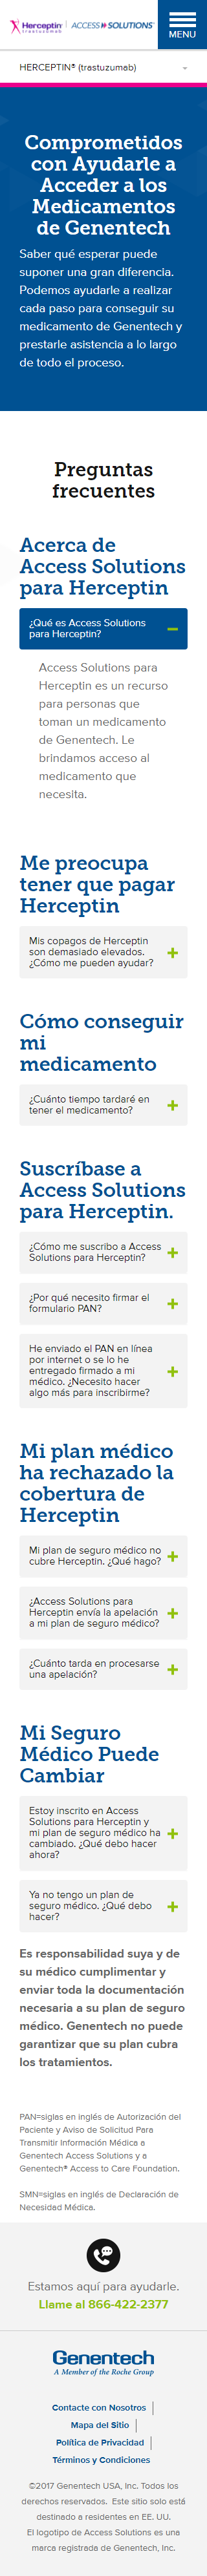 Herceptin
trastuzumab
ACCESS SOLUTIONS®
MENU
HERCEPTIN® (trastuzumab)
Comprometidos
con Ayudarle a
Acceder a los
Medicamentos
de Genentech
Saber qué esperar puede
suponer una gran diferencia.
Podemos ayudarle a realizar
cada paso para conseguir su
medicamento de Genentech y
prestarle asistencia a lo largo
de todo el proceso.
Preguntas
frecuentes
Acerca de
Access Solutions
para Herceptin
¿Qué es Access Solutions
para Herceptin?
Access Solutions para
Herceptin es un recurso
para personas que
toman un medicamento
de Genentech. Le
brindamos acceso al
medicamento que
necesita.
Me preocupa
tener que pagar
Herceptin
Mis copagos de Herceptin
son demasiado elevados.
¿Cómo me pueden ayudar?
Cómo conseguir
mi
medicamento
¿Cuánto tiempo tardaré en
tener el medicamento?
Suscríbase a
Access Solutions
para Herceptin.
¿Cómo me suscribo a Access
Solutions para Herceptin?
¿Por qué necesito firmar el
formulario PAN?
He enviado el PAN en línea
por internet o se lo he
entregado firmado a mi
médico. ¿Necesito hacer
algo más para inscribirme?
Mi plan médico
ha rechazado la
cobertura de
Herceptin
Mi plan de seguro médico no
cubre Herceptin. ¿Qué hago?
¿Access Solutions para
Herceptin envía la apelación
a mi plan de seguro médico?
¿Cuánto tarda en procesarse
una apelación?
Mi Seguro
Médico Puede
Cambiar
Estoy inscrito en Access
Solutions para Herceptin y
mi plan de seguro médico ha
cambiado. ¿Qué debo hacer
ahora?
Ya no tengo un plan de
seguro médico. ¿Qué debo
hacer?
Es responsabilidad suya y de
su médico cumplimentar y
enviar toda la documentación
necesaria a su plan de seguro
médico. Genentech no puede
garantizar que su plan cubra
los tratamientos.
PAN=siglas en inglés de Autorización del
Paciente y Aviso de Solicitud Para
Transmitir Información Médica a
Genentech Access Solutions y a
Genentech® Access to Care Foundation.
SMN=siglas en inglés de Declaración de
Necesidad Médica.
Estamos aquí para ayudarle.
Llame al 866-422-2377
Genentech
A Member of the Roche Group
Contacte con Nosotros
Mapa del Sitio
Política de Privacidad
Términos y Condiciones
©2017 Genentech USA, Inc. Todos los
derechos reservados. Este sitio solo está
destinado a residentes en EE. UU.
El logotipo de Access Solutions es una
marca registrada de Genentech, Inc.